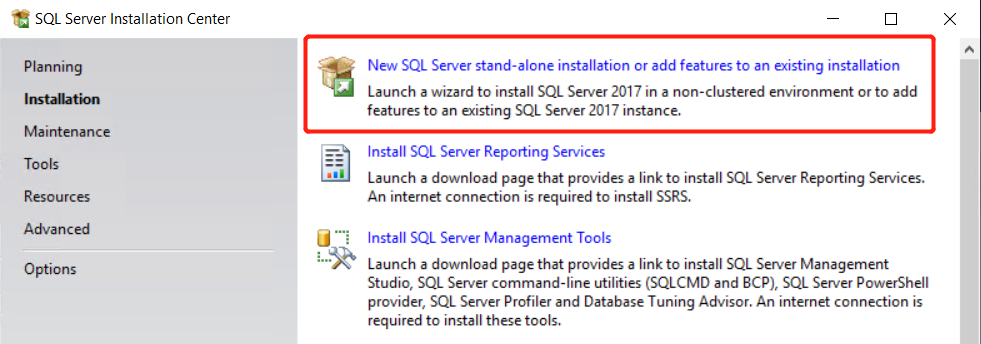 SQL Server Installation Center
Planning
Installation
Maintenance
Tools
Resources
Advanced
Options
New SQL Server stand-alone installation or add features to an existing installation
Launch a wizard to install SQL Server 2017 in a non-clustered environment or to add
features to an existing SQL Server 2017 instance.
Install SQL Server Reporting Services
Launch a download page that provides a link to install SQL Server Reporting Services.
An internet connection is required to install SSRS.
Install SQL Server Management Tools
Launch a download page that provides a link to install SQL Server Management
Studio, SQL Server command-line utilities (SQLCMD and BCP), SQL Server PowerShell
provider, SQL Server Profiler and Database Tuning Advisor. An internet connection is
required to install these tools.